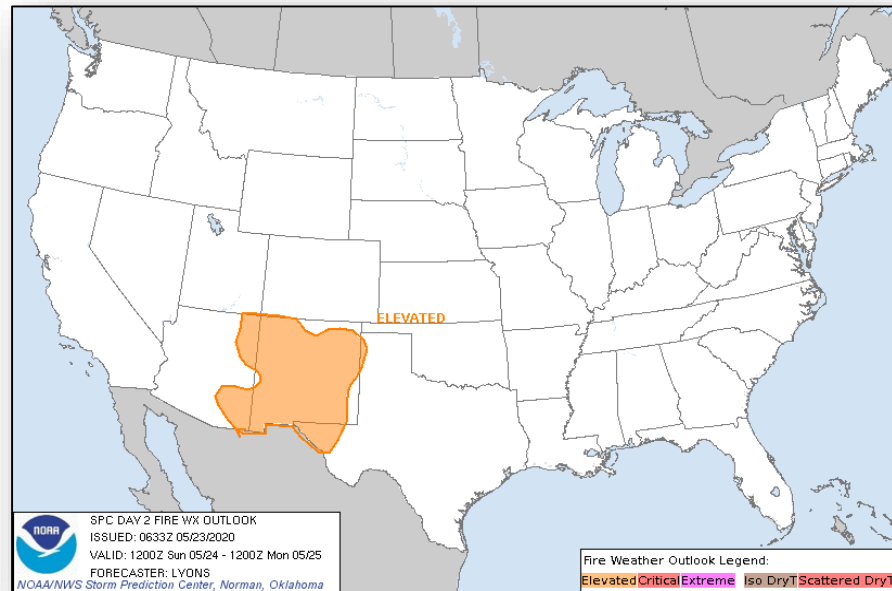 ELEVATED
NOAA
SPC DAY 2 FIRE WX OUTLOOK
ISSUED: 0633Z 05/23/2020
VALID: 1200Z Sun 05/24 - 1200Z Mon 05/25
FORECASTER: LYONS
NOAA/NWS Storm Prediction Center, Norman, Oklahoma
Fire Weather Outlook Legend:
Elevated Critical Extreme Iso DryT Scattered DryT